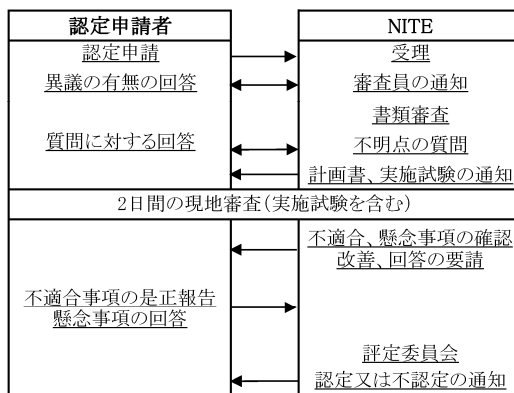 認定申請者 NITE
認定申請 受理
異議の有無の回答 審査員の通知
書類審査
質問に対する回答 不明点の質問
計画書、実施試験の通知
2日間の現地審査(実施試験を含む)
不適合、懸念事項の確認
改善、回答の要請
不適合事項の是正報告
懸念事項の回答
評定委員会
認定又は不認定の通知